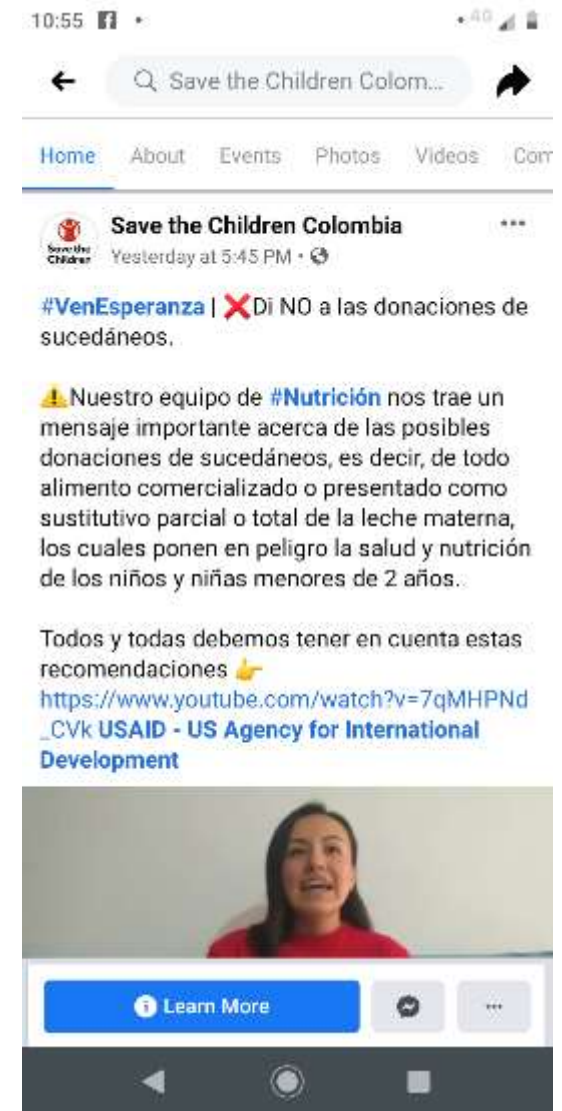 10:55
4G
Save the Children Colom...
Home About Events Photos Videos Com
Save the Children
Save the Children Colombia
Yesterday at 5:45 PM •
#VenEsperanza | ❌Di NO a las donaciones de
sucedáneos.
⚠️Nuestro equipo de #Nutrición nos trae un
mensaje importante acerca de las posibles
donaciones de sucedáneos, es decir, de todo
alimento comercializado o presentado como
sustitutivo parcial o total de la leche materna,
los cuales ponen en peligro la salud y nutrición
de los niños y niñas menores de 2 años.
Todos y todas debemos tener en cuenta estas
recomendaciones 👉
https://www.youtube.com/watch?v=7qMHPNd
_CVk USAID - US Agency for International
Development
Learn More